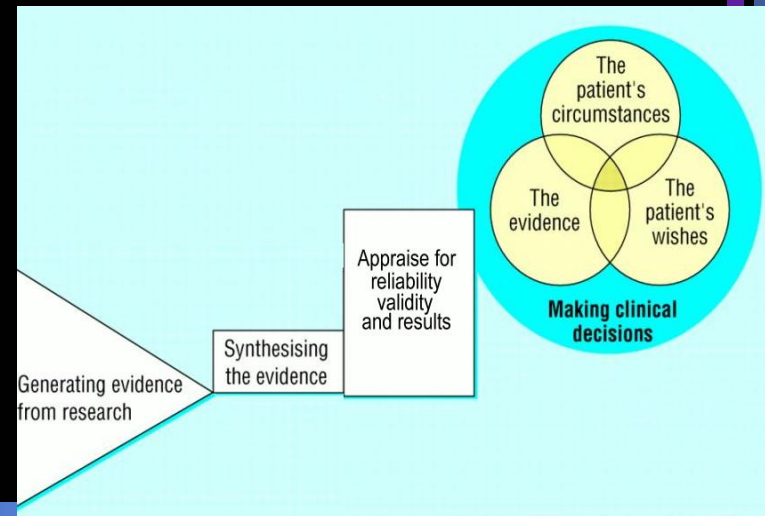 Generating evidence
from research
Synthesising
the evidence
Appraise for
reliability
validity
and results
The
patient's
circumstances
The
evidence
The
patient's
wishes
Making clinical
decisions